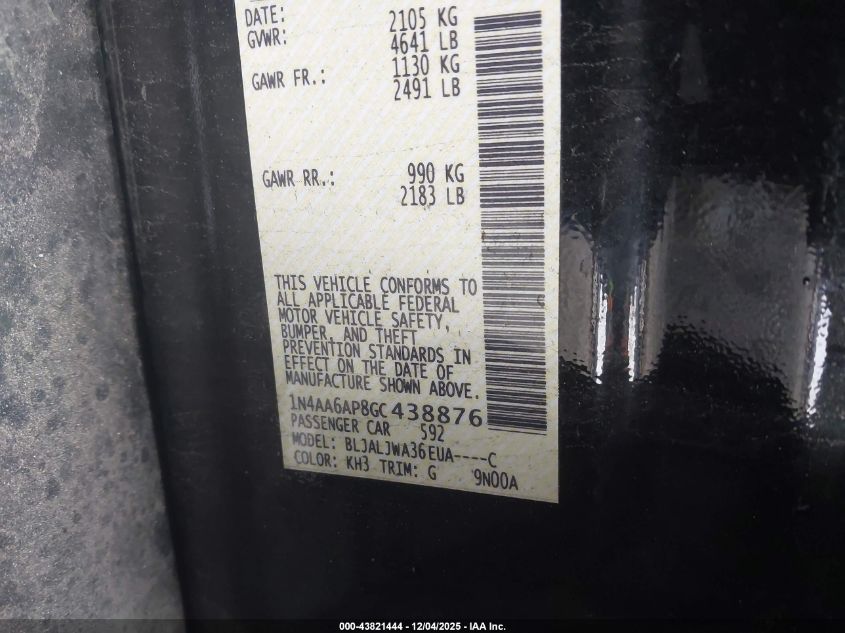 DATE: 2105 KG
GVWR: 4641 LB
GAWR FR.: 1130 KG
2491 LB
GAWR RR.: 990 KG
2183 LB
THIS VEHICLE CONFORMS TO
ALL APPLICABLE FEDERAL
MOTOR VEHICLE SAFETY,
BUMPER, AND THEFT
PREVENTION STANDARDS IN
EFFECT ON THE DATE OF
MANUFACTURE SHOWN ABOVE.
1N4AA6AP8GC438876
PASSENGER CAR 592
MODEL: BLJALJWA36EUA----C
COLOR: KH3 TRIM: G 9N00A
000-43821444 - 12/04/2025 - IAA Inc.